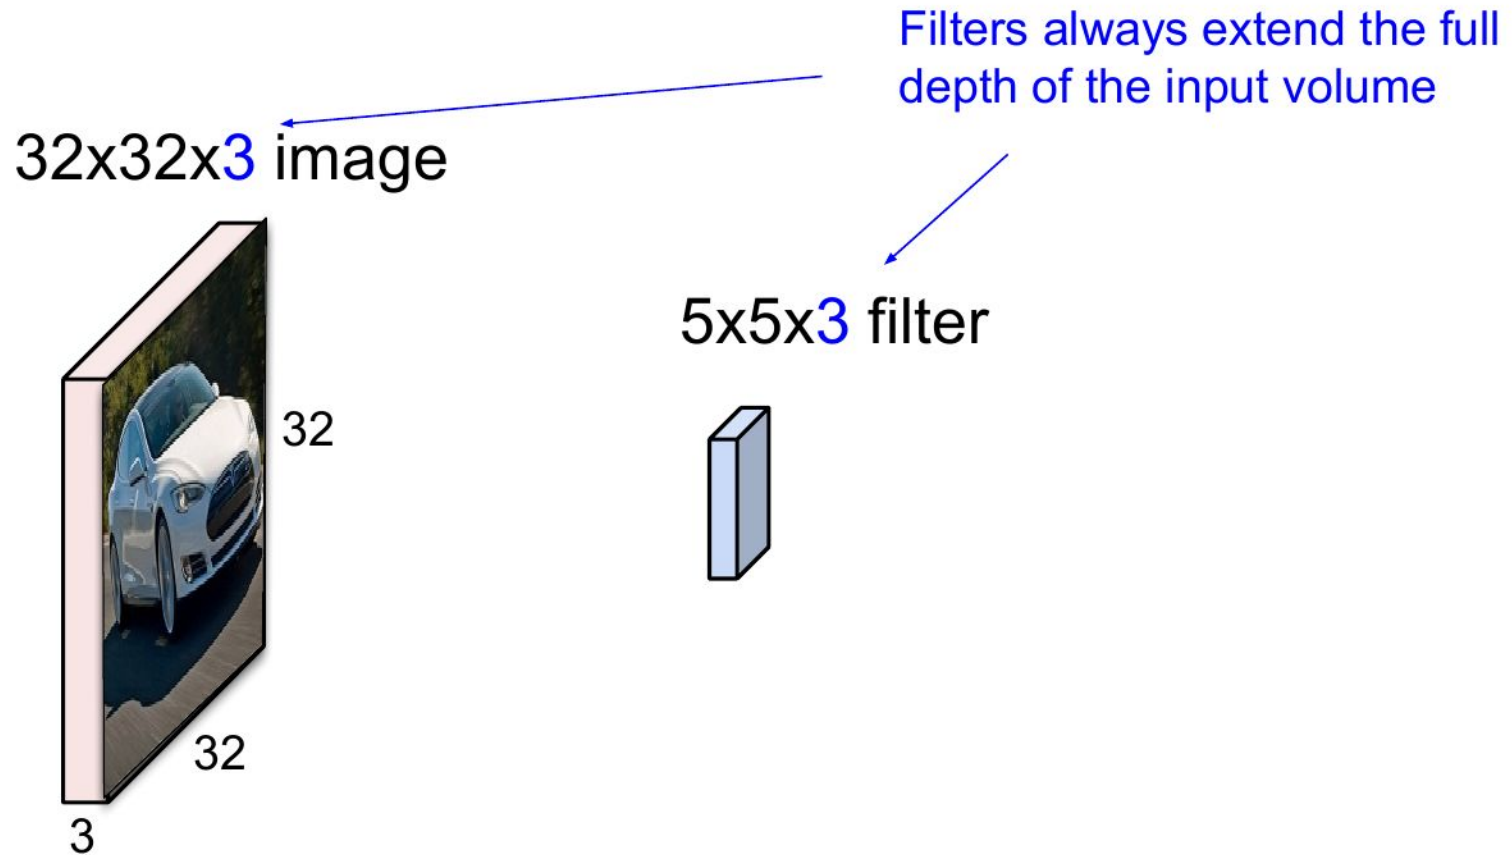 Filters always extend the full
depth of the input volume
32x32x3 image
5x5x3 filter
32
32
3